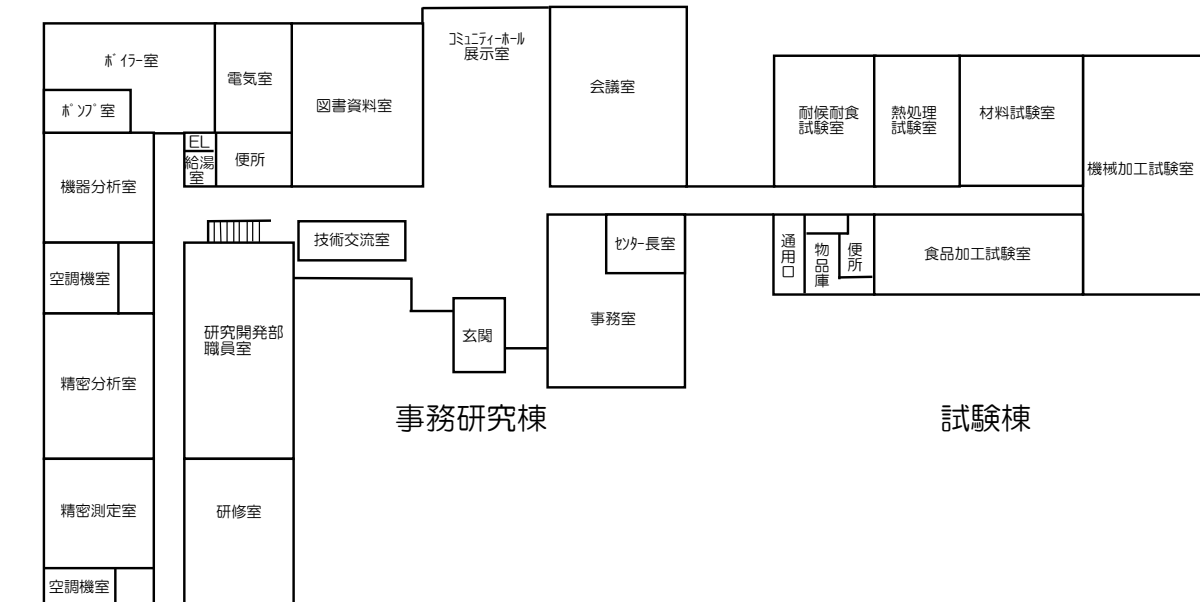 ﾎﾞｲﾗｰ室
電気室
図書資料室
ｺﾐｭﾆﾃｨｰﾎｰﾙ
展示室
会議室
ﾎﾟﾝﾌﾟ室
EL
給湯
室
便所
耐候耐食
試験室
熱処理
試験室
材料試験室
機械加工試験室
機器分析室
技術交流室
ｾﾝﾀｰ長室
通
用
口
物
品
庫
便
所
食品加工試験室
空調機室
研究開発部
職員室
玄関
事務室
精密分析室
事務研究棟
試験棟
精密測定室
研修室
空調機室